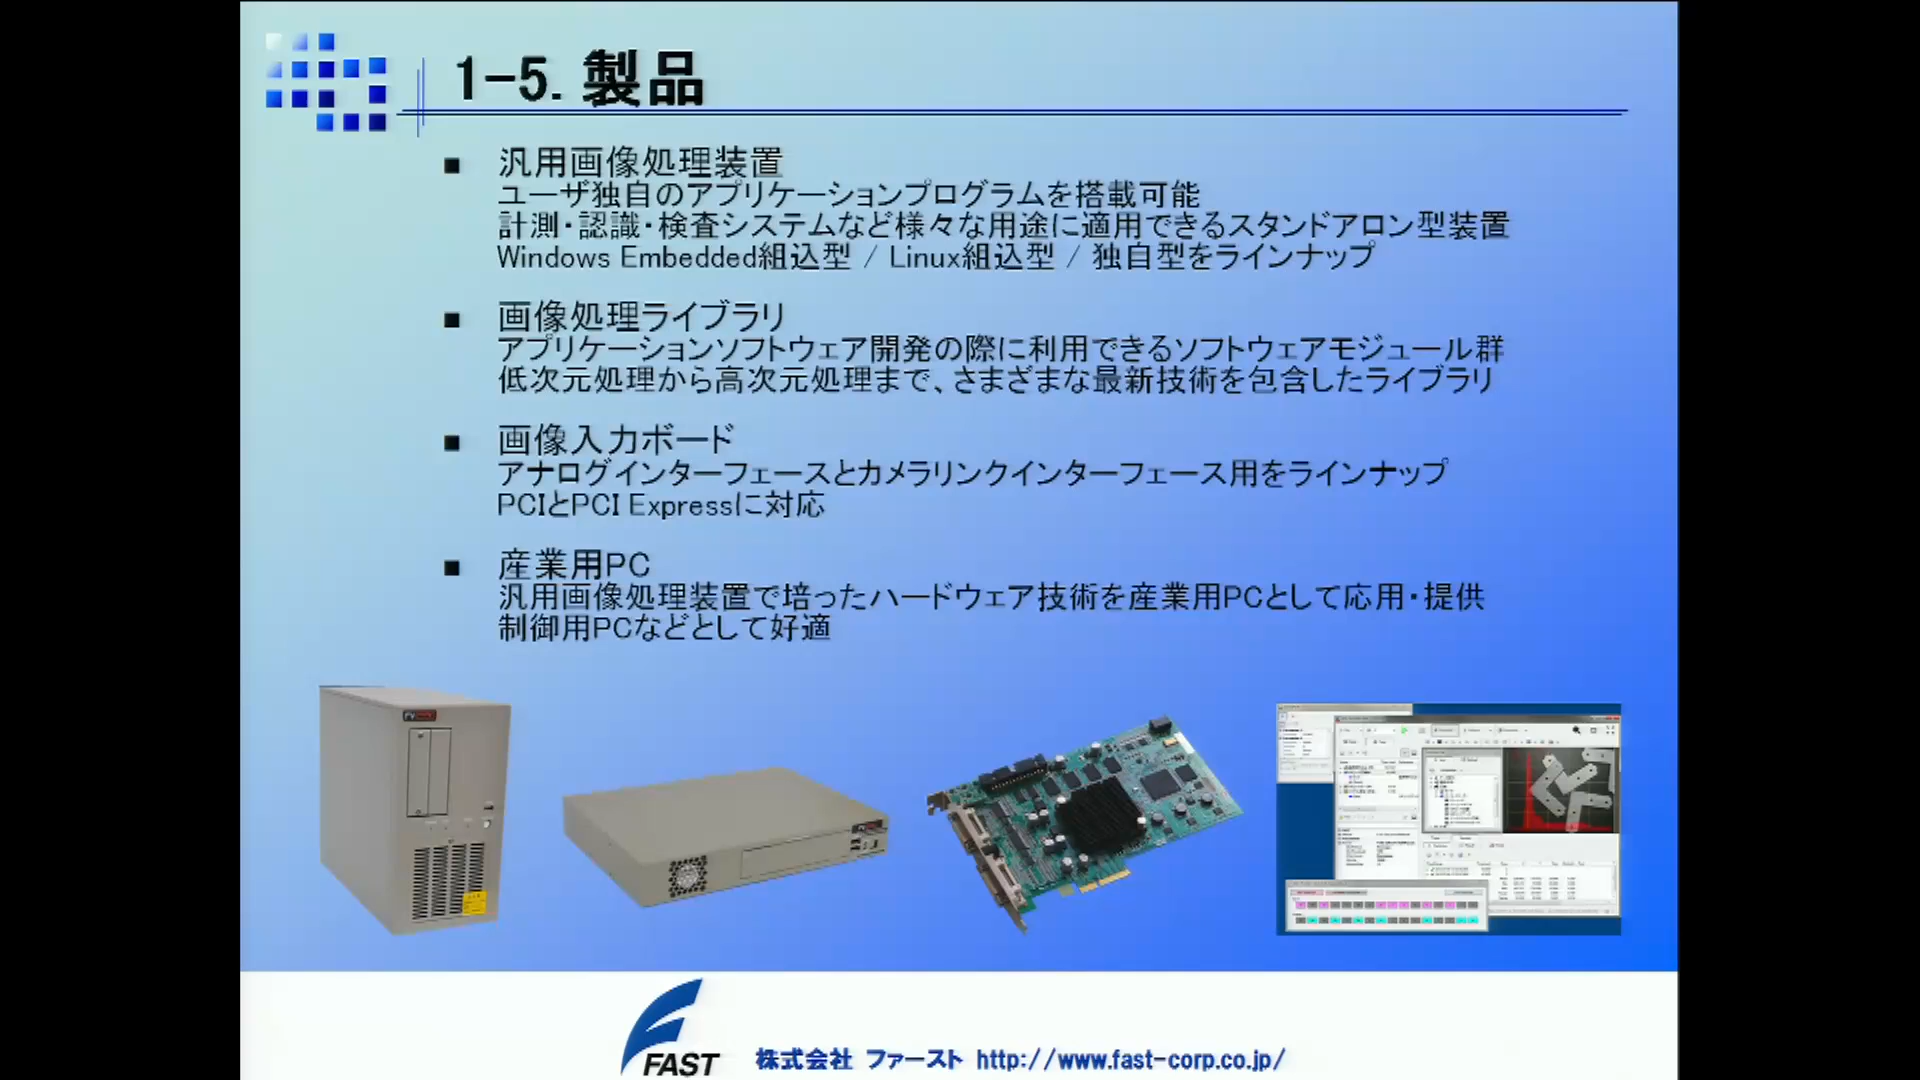 1-5. 製品
■ 汎用画像処理装置
ユーザ独自のアプリケーションプログラムを搭載可能
計測・認識・検査システムなど様々な用途に適用できるスタンドアロン型装置
Windows Embedded組込型 / Linux組込型 / 独自型をラインナップ
■ 画像処理ライブラリ
アプリケーションソフトウェア開発の際に利用できるソフトウェアモジュール群
低次元処理から高次元処理まで、さまざまな最新技術を包含したライブラリ
■ 画像入力ボード
アナログインターフェースとカメラリンクインターフェース用をラインナップ
PCIとPCI Expressに対応
■ 産業用PC
汎用画像処理装置で培ったハードウェア技術を産業用PCとして応用・提供
制御用PCなどとして好適
FAST 株式会社 ファースト http://www.fast-corp.co.jp/